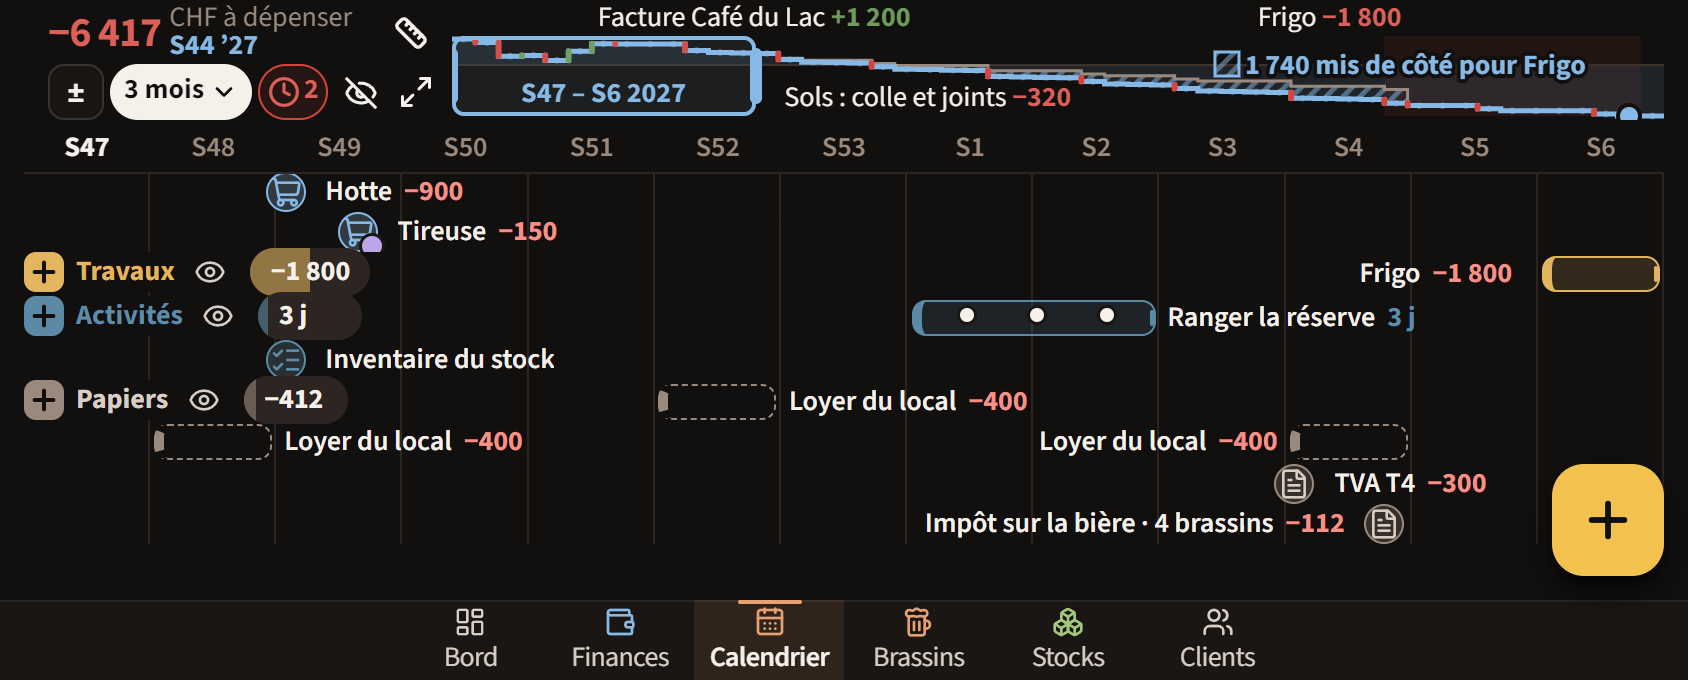 −6 417 CHF à dépenser
S44 ’27
Facture Café du Lac +1 200
Frigo −1 800
1 740 mis de côté pour Frigo
± 3 mois 2
S47 – S6 2027
Sols : colle et joints −320
S47 S48 S49 S50 S51 S52 S53 S1 S2 S3 S4 S5 S6
Hotte −900
Tireuse −150
Travaux −1 800
Frigo −1 800
Activités 3 j
Ranger la réserve 3 j
Inventaire du stock
Papiers −412
Loyer du local −400
Loyer du local −400
Loyer du local −400
TVA T4 −300
Impôt sur la bière · 4 brassins −112
Bord Finances Calendrier Brassins Stocks Clients